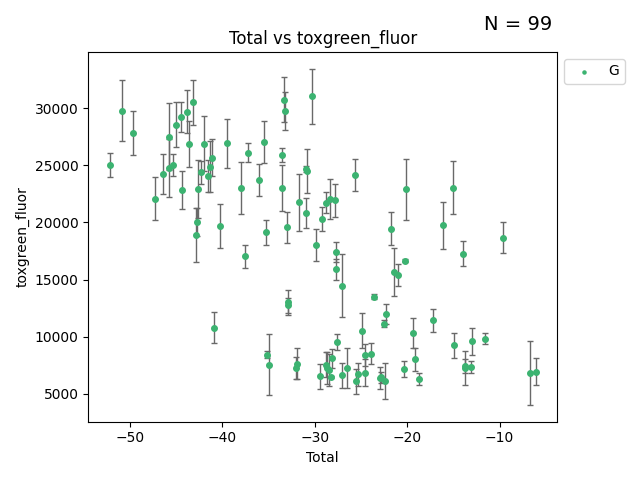 N = 99
Total vs toxgreen_fluor
G
30000
25000
20000
15000
10000
5000
toxgreen_fluor
−50 −40 −30 −20 −10
Total